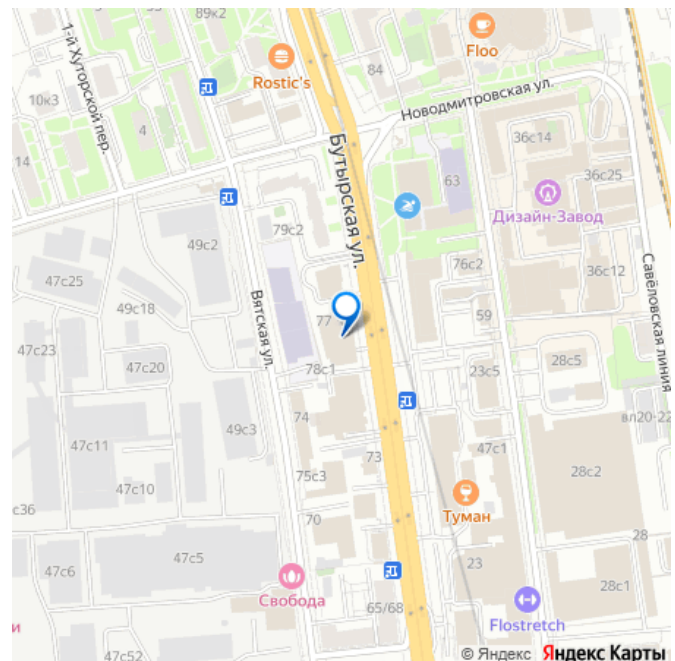 89к2
Floo
1-й Хуторской пер.
Rostic's
84
10к3
Новодмитровская ул.
4
36с14
14
63
36с25
Бутырская ул.
Дизайн-Завод
79с2
49с2
76с2
36с12
47с25
49с18
Вятская ул.
77
59
Савёловская линия
47с23
78с1
28с5
47с20
23с5
вл20-22
74
49с3
47с11
73
47с1
75с3
28с2
47с10
с36
70
Туман
28
47с5
23
47с6
28с1
Свобода
65/68
Flostretch
и
47с52
© Яндекс Яндекс Карты